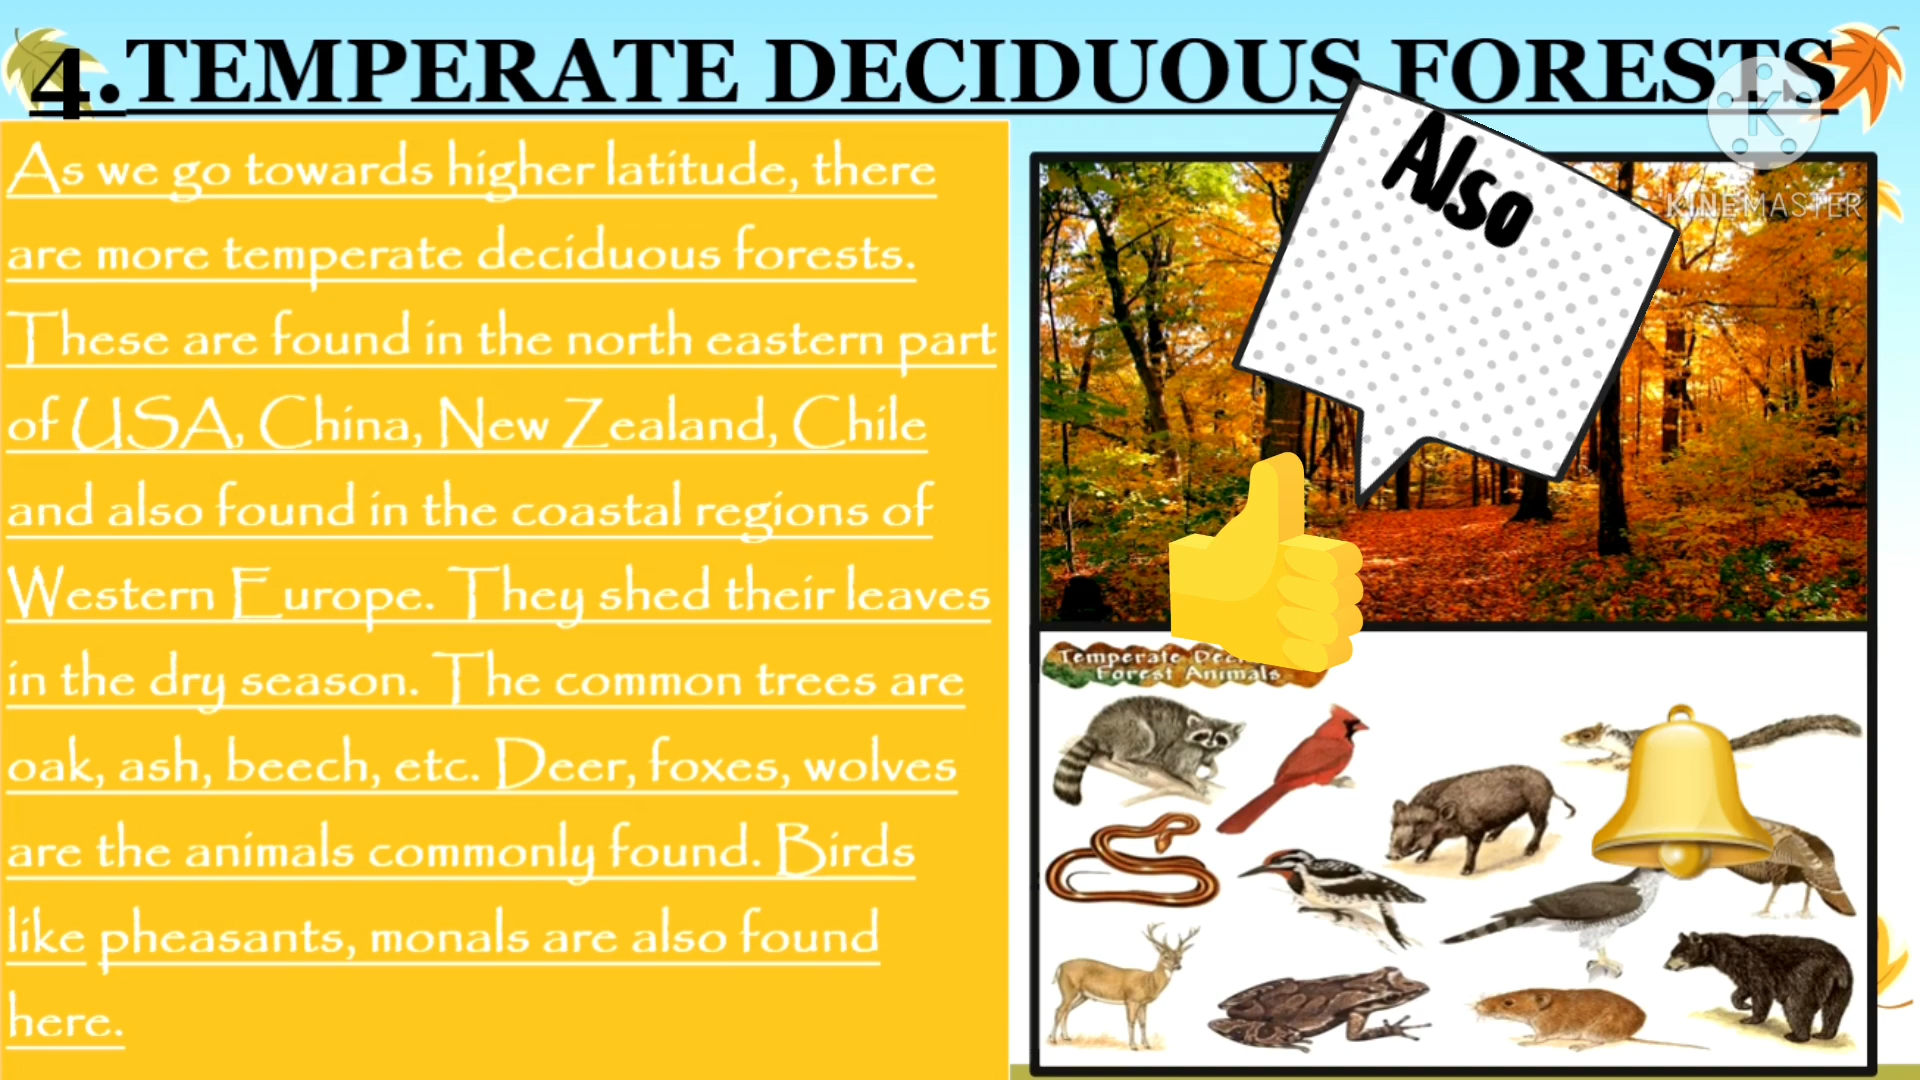 4.TEMPERATE DECIDUOUS FORESTS
As we go towards higher latitude, there
are more temperate deciduous forests.
These are found in the north eastern part
of USA, China, New Zealand, Chile
and also found in the coastal regions of
Western Europe. They shed their leaves
in the dry season. The common trees are
oak, ash, beech, etc. Deer, foxes, wolves
are the animals commonly found. Birds
like pheasants, monals are also found
here.
Also
K
KINEMASTER
Temperate
Forest Animals